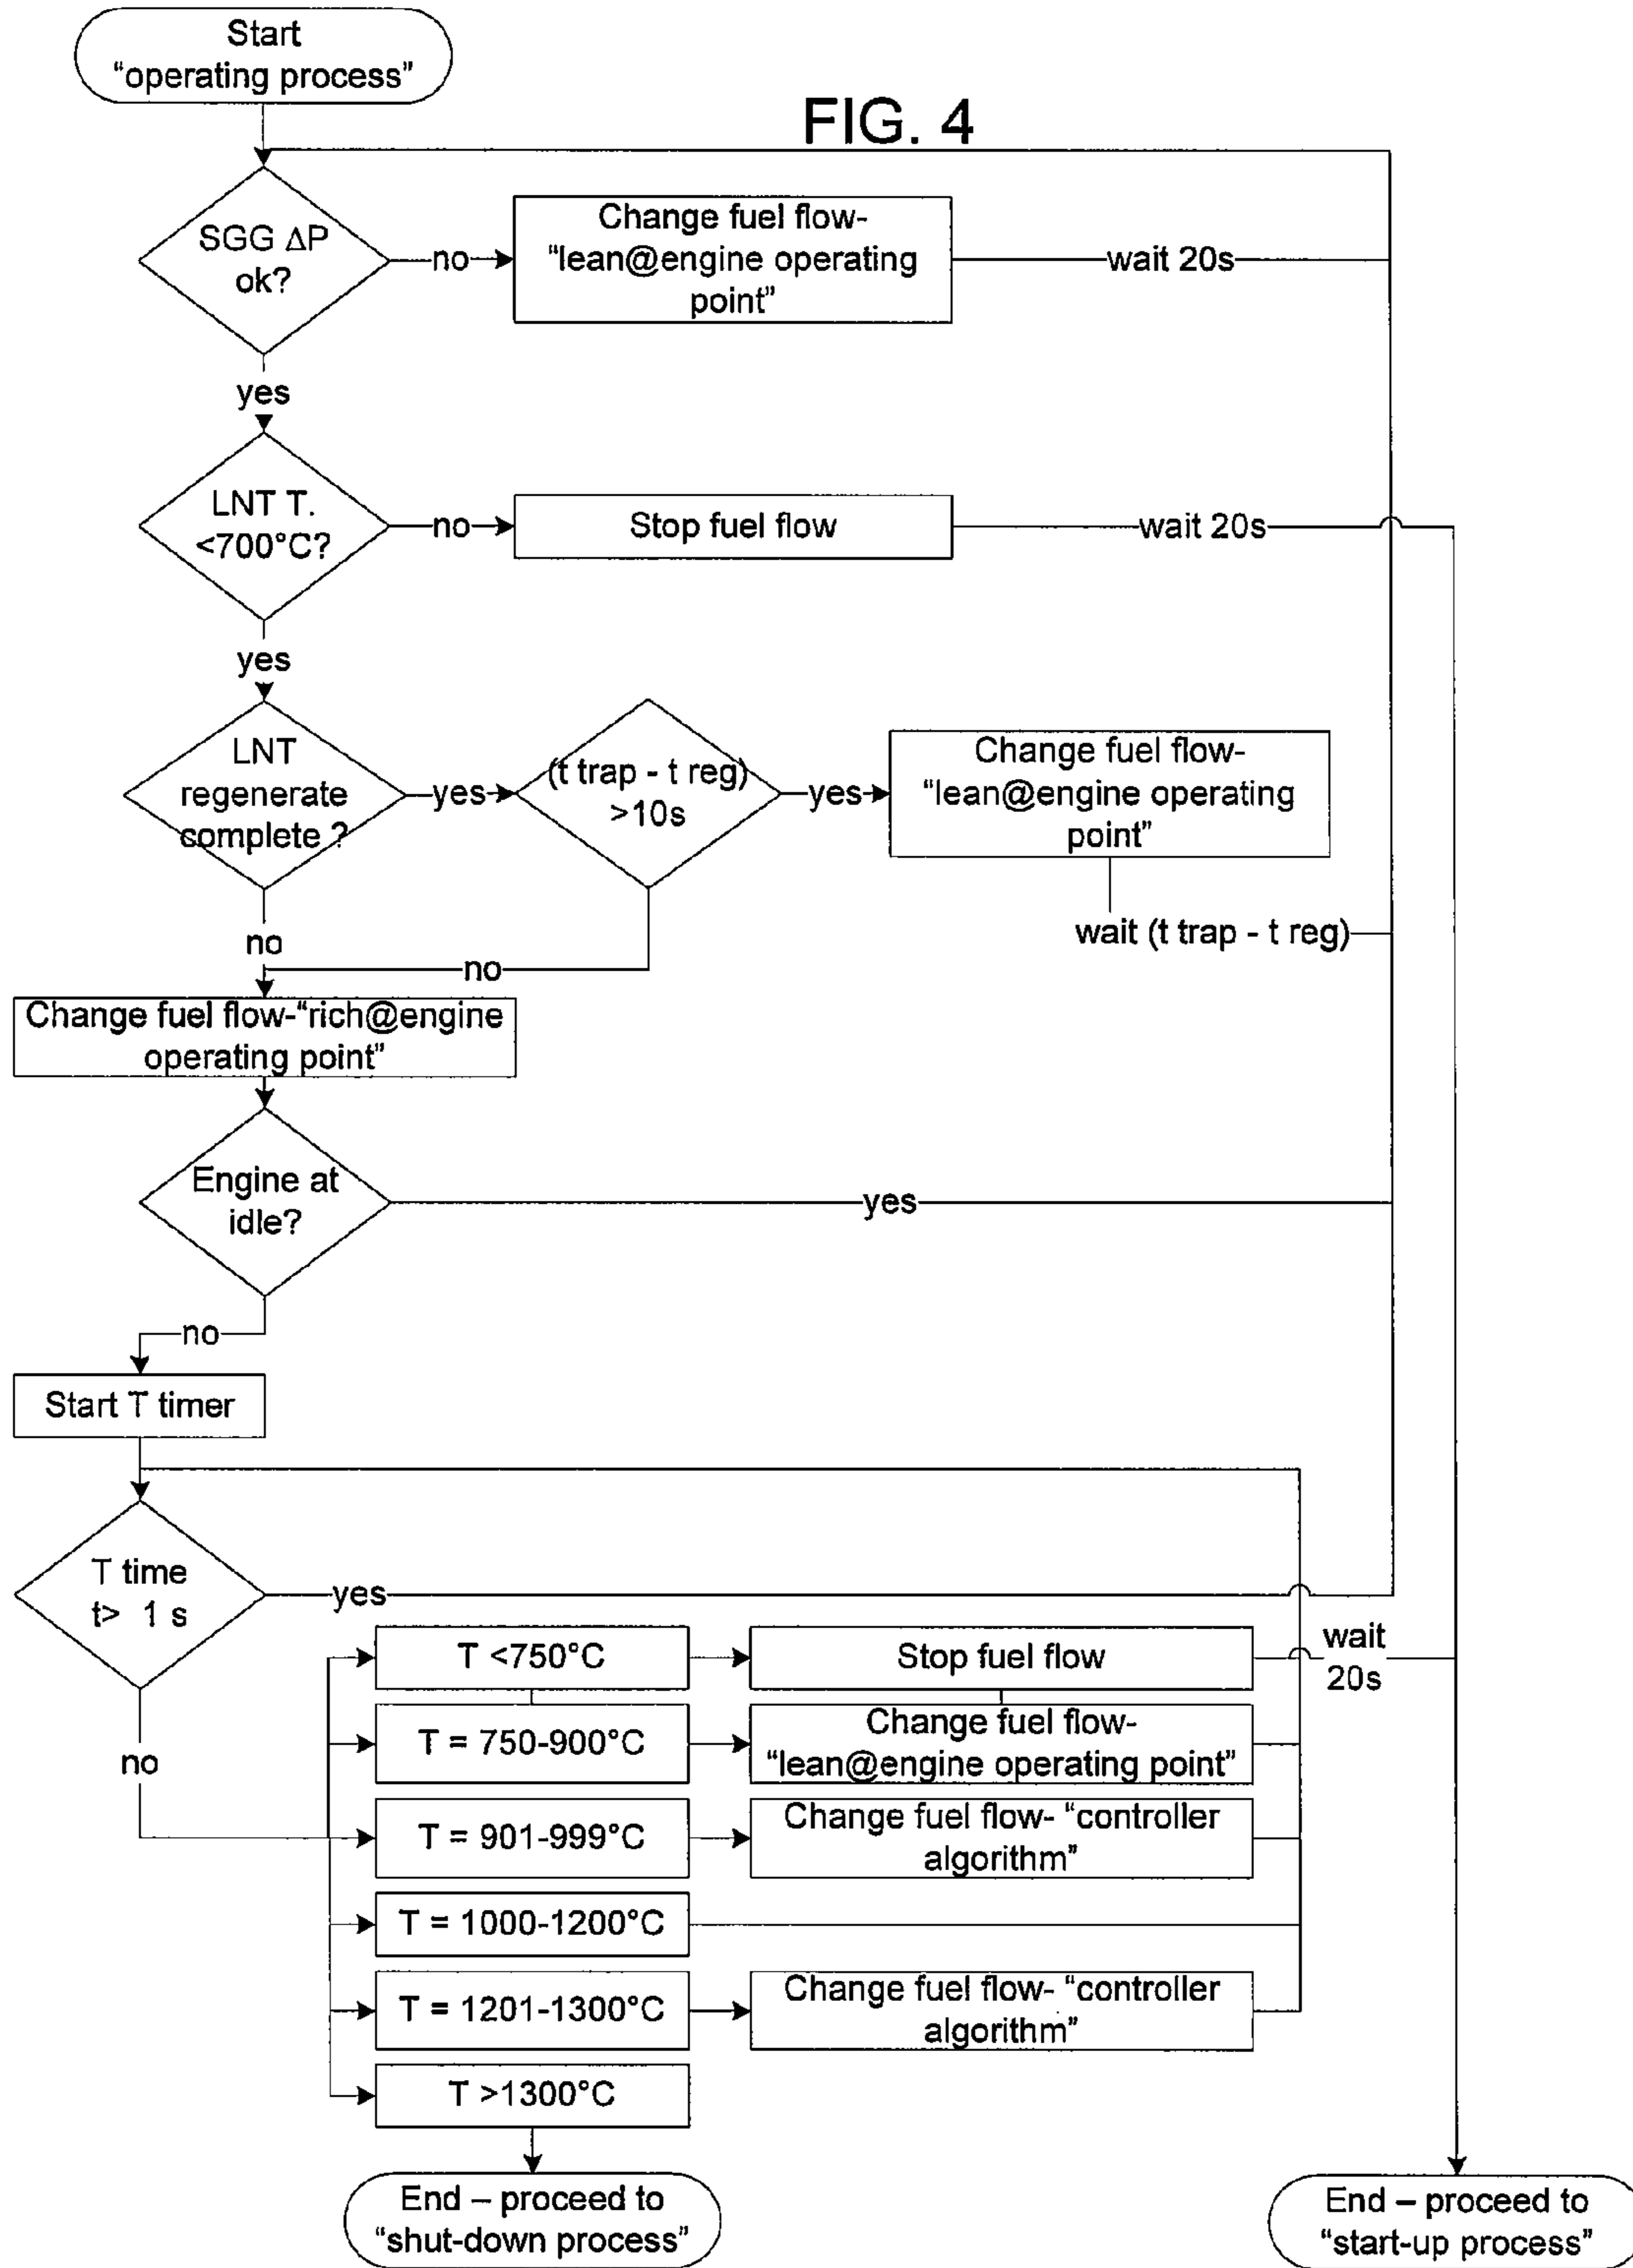 Start
“operating process”
FIG. 4
SGG ΔP
ok?
no
Change fuel flow-
“lean@engine operating
point”
wait 20s
yes
LNT T.
<700°C?
no
Stop fuel flow
wait 20s
yes
LNT
regenerate
complete ?
yes
(t trap - t reg)
>10s
yes
Change fuel flow-
“lean@engine operating
point”
wait (t trap - t reg)
no
no
Change fuel flow-“rich@engine
operating point”
Engine at
idle?
yes
no
Start T timer
T time
t> 1 s
yes
no
T <750°C
Stop fuel flow
wait
20s
T = 750-900°C
Change fuel flow-
“lean@engine operating point”
T = 901-999°C
Change fuel flow- “controller
algorithm”
T = 1000-1200°C
T = 1201-1300°C
Change fuel flow- “controller
algorithm”
T >1300°C
End – proceed to
“shut-down process”
End – proceed to
“start-up process”